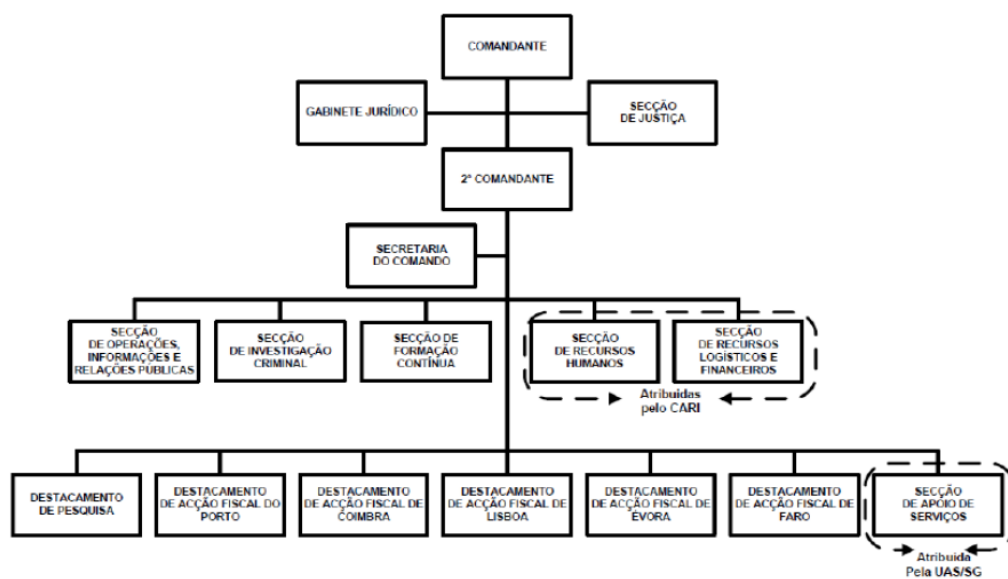 COMANDANTE
GABINETE JURÍDICO
SECÇÃO
DE JUSTIÇA
2º COMANDANTE
SECRETARIA
DO COMANDO
SECÇÃO
DE OPERAÇÕES,
INFORMAÇÕES E
RELAÇÕES PÚBLICAS
SECÇÃO
DE INVESTIGAÇÃO
CRIMINAL
SECÇÃO DE
FORMAÇÃO
CONTÍNUA
SECÇÃO
DE RECURSOS
HUMANOS
SECÇÃO
DE RECURSOS
LOGÍSTICOS E
FINANCEIROS
Atribuidas
pelo CARI
DESTACAMENTO
DE PESQUISA
DESTACAMENTO
DE ACÇÃO FISCAL DO
PORTO
DESTACAMENTO
DE ACÇÃO FISCAL DE
COIMBRA
DESTACAMENTO
DE ACÇÃO FISCAL DE
LISBOA
DESTACAMENTO
DE ACÇÃO FISCAL DE
ÉVORA
DESTACAMENTO
DE ACÇÃO FISCAL DE
FARO
SECÇÃO
DE APOIO DE
SERVIÇOS
Atribuida
Pela UAS/SG